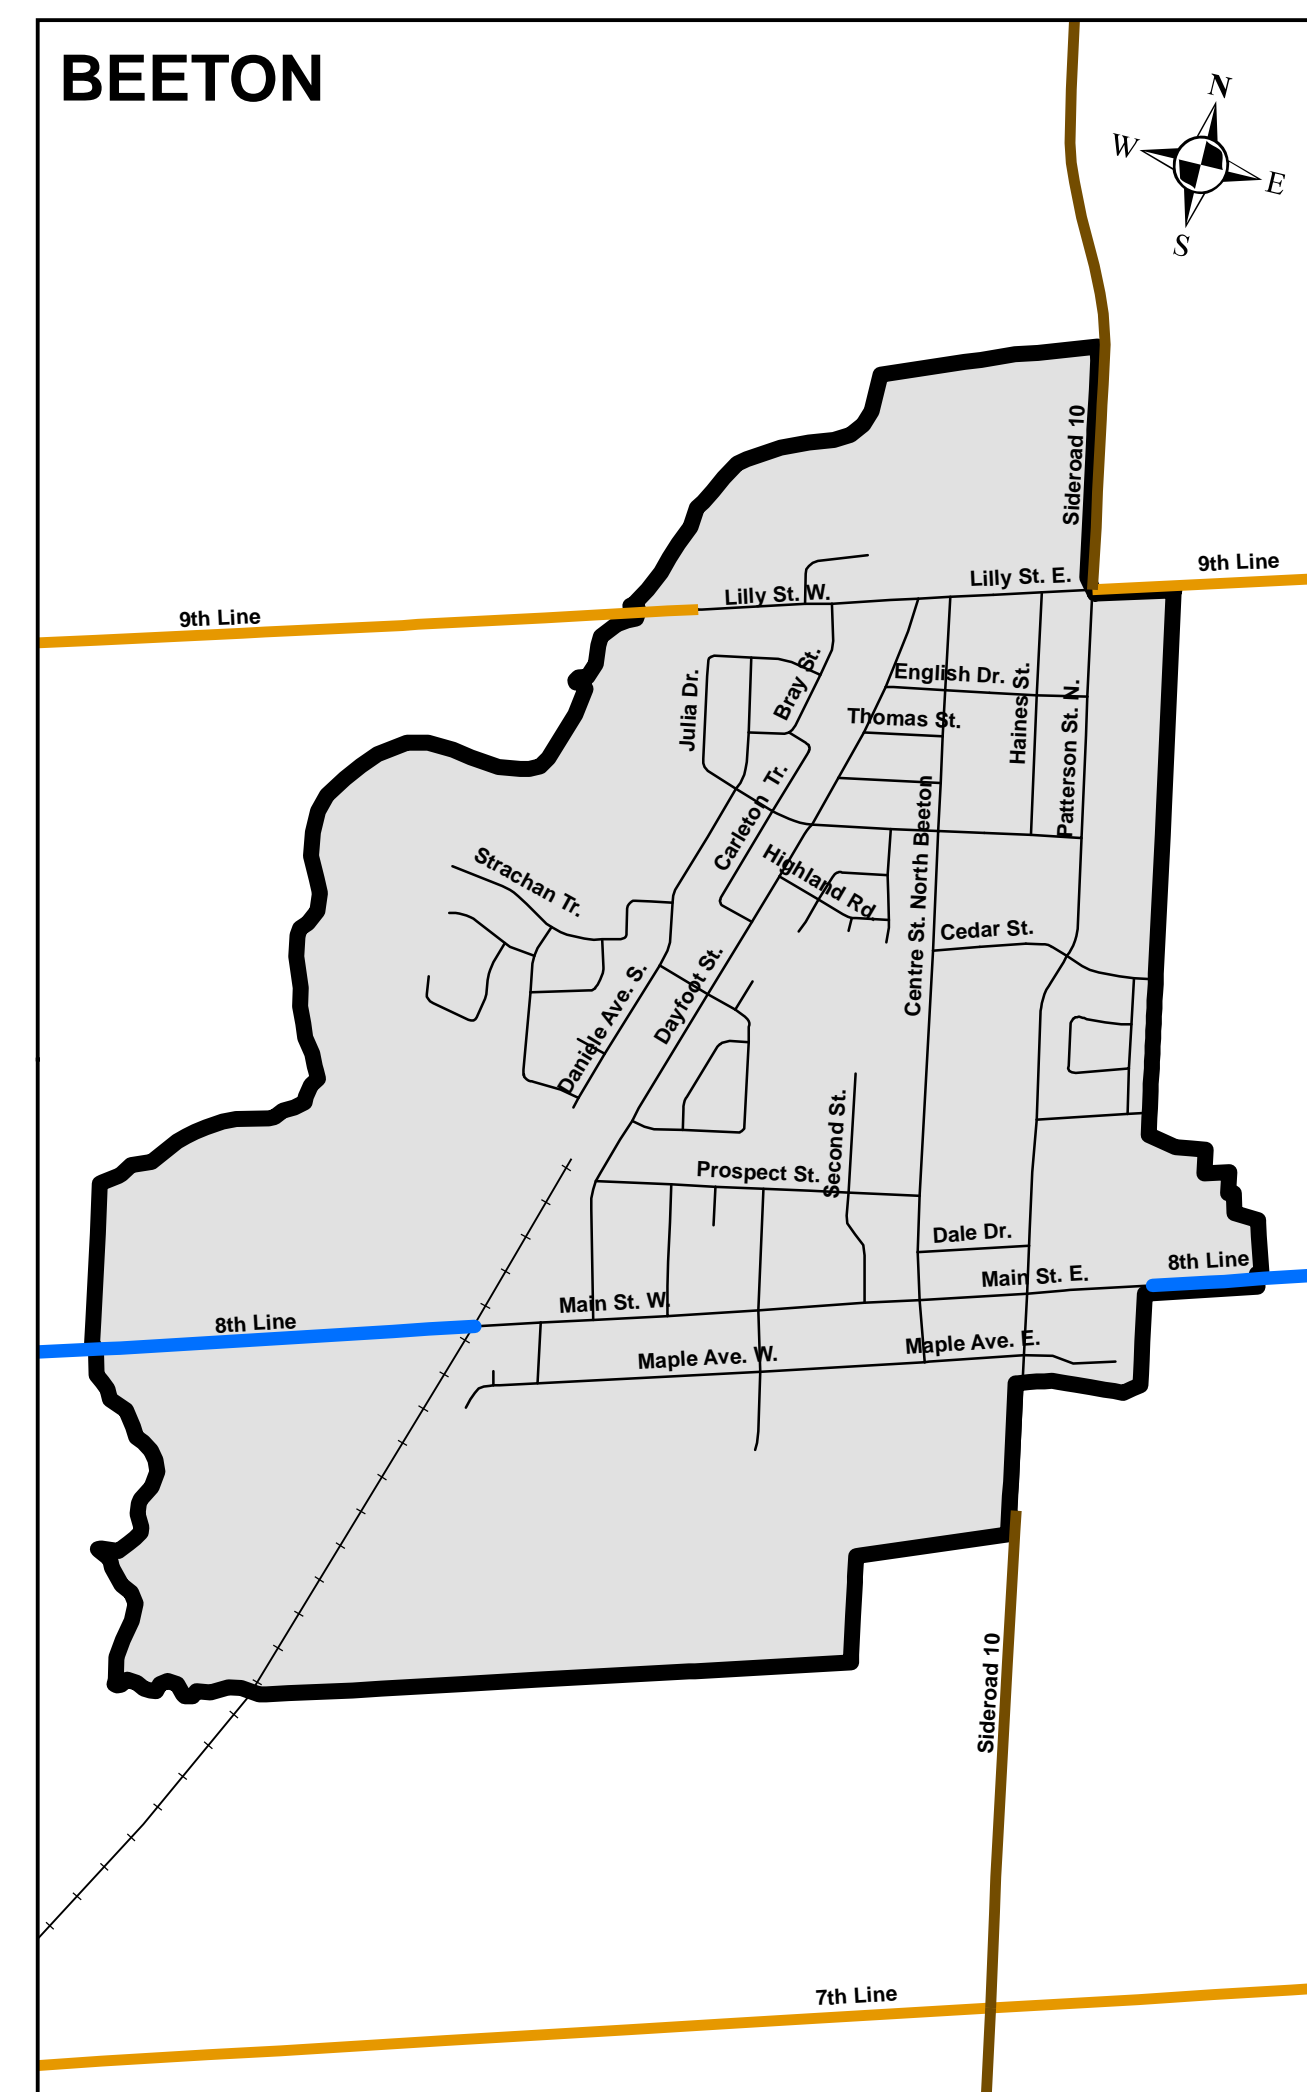 BEETON
N
W
E
S
Sideroad 10
9th Line
Lilly St. E.
Lilly St. W.
9th Line
English Dr.
Bray St.
Julia Dr.
Haines St.
Thomas St.
Patterson St. N.
Carleton Tr.
Centre St. North Beeton
Highland Rd.
Strachan Tr.
Cedar St.
Daniele Ave. S.
Dayfoot St.
Second St.
Prospect St.
Dale Dr.
8th Line
Main St. E.
Main St. W.
8th Line
Maple Ave. E.
Maple Ave. W.
Sideroad 10
7th Line